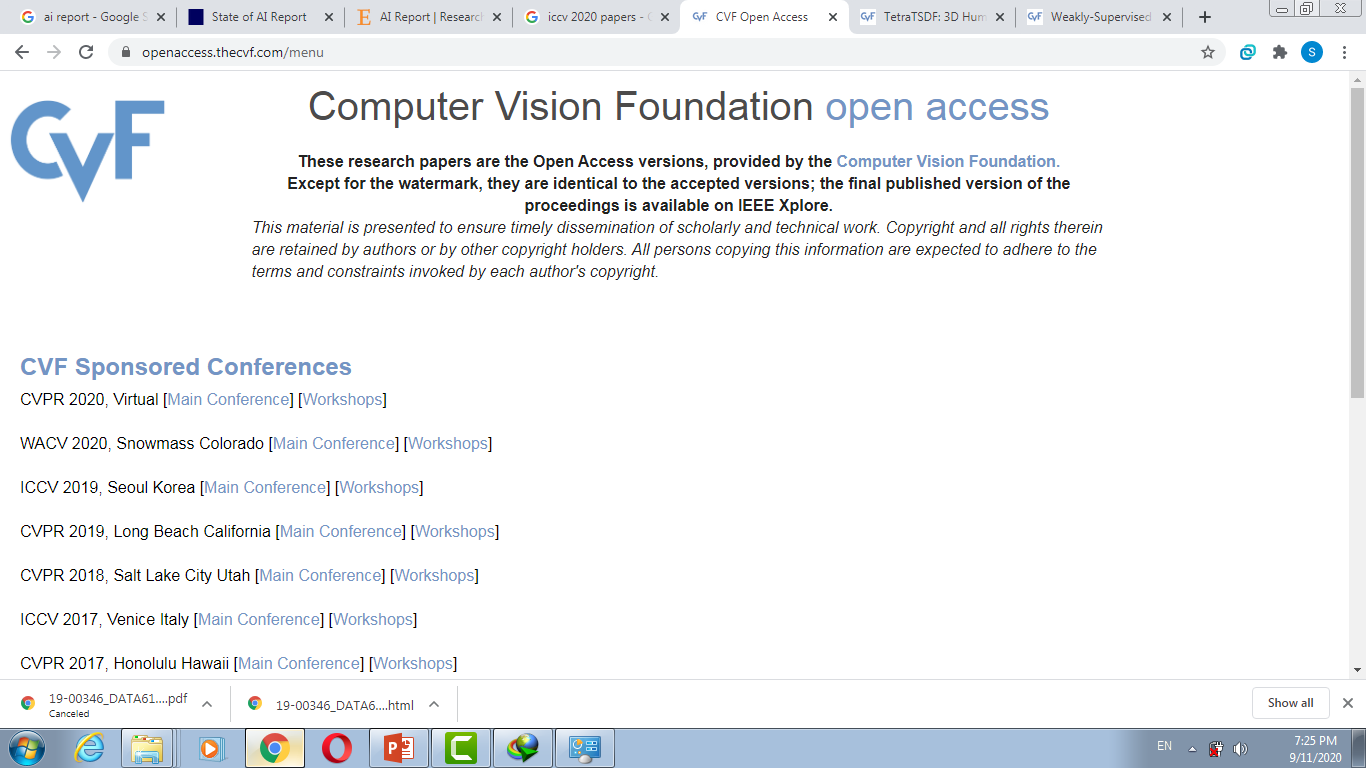 ai report - Google S
State of AI Report
AI Report | Research
iccv 2020 papers - G
CVF Open Access
TetraTSDF: 3D Hum
Weakly-Supervised
openaccess.thecvf.com/menu
S
CVF
Computer Vision Foundation open access
These research papers are the Open Access versions, provided by the Computer Vision Foundation.
Except for the watermark, they are identical to the accepted versions; the final published version of the
proceedings is available on IEEE Xplore.
This material is presented to ensure timely dissemination of scholarly and technical work. Copyright and all rights therein
are retained by authors or by other copyright holders. All persons copying this information are expected to adhere to the
terms and constraints invoked by each author's copyright.
CVF Sponsored Conferences
CVPR 2020, Virtual [Main Conference] [Workshops]
WACV 2020, Snowmass Colorado [Main Conference] [Workshops]
ICCV 2019, Seoul Korea [Main Conference] [Workshops]
CVPR 2019, Long Beach California [Main Conference] [Workshops]
CVPR 2018, Salt Lake City Utah [Main Conference] [Workshops]
ICCV 2017, Venice Italy [Main Conference] [Workshops]
CVPR 2017, Honolulu Hawaii [Main Conference] [Workshops]
19-00346_DATA61....pdf
Canceled
19-00346_DATA6....html
Show all
EN
7:25 PM
9/11/2020